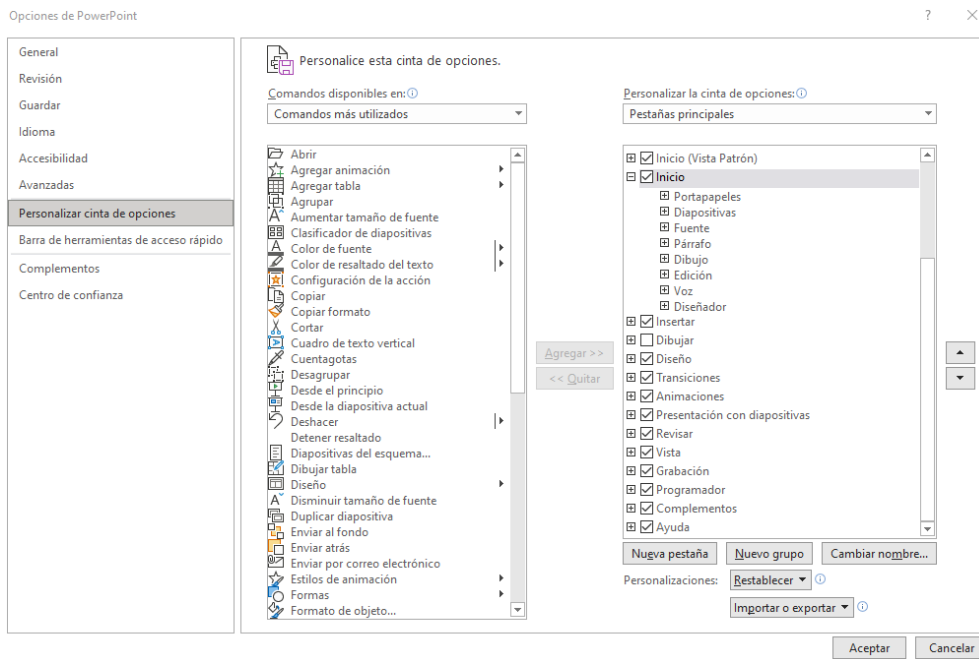 Opciones de PowerPoint
?
General
Revisión
Guardar
Idioma
Accesibilidad
Avanzadas
Personalizar cinta de opciones
Barra de herramientas de acceso rápido
Complementos
Centro de confianza
Personalice esta cinta de opciones.
Comandos disponibles en:
Comandos más utilizados
Abrir
Agregar animación
Agregar tabla
Agrupar
Aumentar tamaño de fuente
Clasificador de diapositivas
Color de fuente
Color de resaltado del texto
Configuración de la acción
Copiar
Copiar formato
Cortar
Cuadro de texto vertical
Cuentagotas
Desagrupar
Desde el principio
Desde la diapositiva actual
Deshacer
Detener resaltado
Diapositivas del esquema...
Dibujar tabla
Diseño
Disminuir tamaño de fuente
Duplicar diapositiva
Enviar al fondo
Enviar atrás
Enviar por correo electrónico
Estilos de animación
Formas
Formato de objeto...
Agregar >>
<< Quitar
Personalizar la cinta de opciones:
Pestañas principales
Inicio (Vista Patrón)
Inicio
Portapapeles
Diapositivas
Fuente
Párrafo
Dibujo
Edición
Voz
Diseñador
Insertar
Dibujar
Diseño
Transiciones
Animaciones
Presentación con diapositivas
Revisar
Vista
Grabación
Programador
Complementos
Ayuda
Nueva pestaña
Nuevo grupo
Cambiar nombre...
Personalizaciones:
Restablecer
Importar o exportar
Aceptar
Cancelar